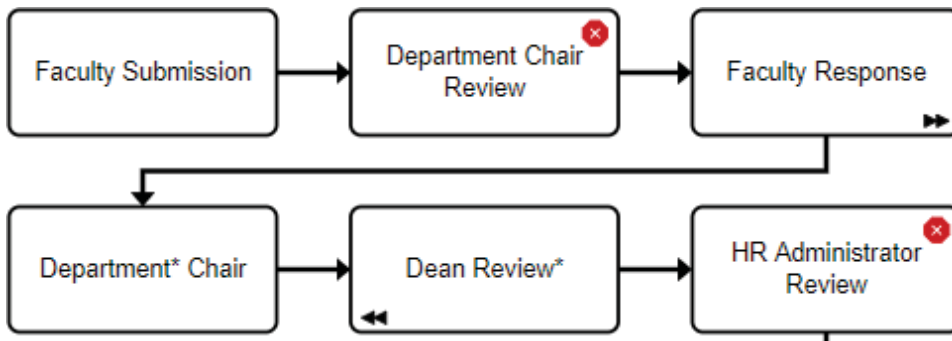 Faculty Submission
Department Chair
Review
Faculty Response
Department* Chair
Dean Review*
HR Administrator
Review